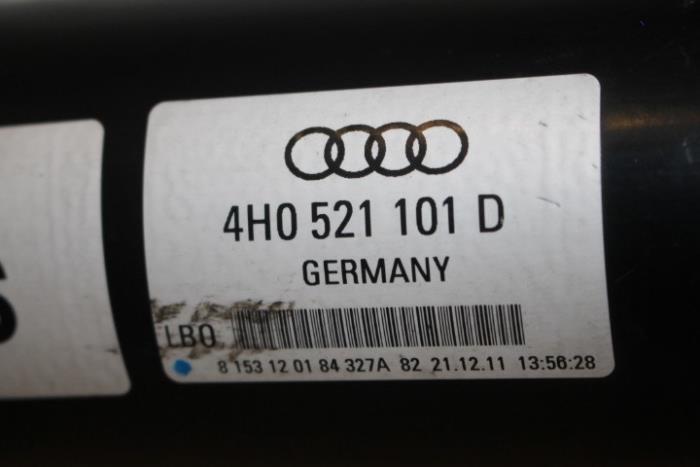 4H0 521 101 D
GERMANY
LBO
8 153 12 01 84 327A 82 21.12.11 13:56:28